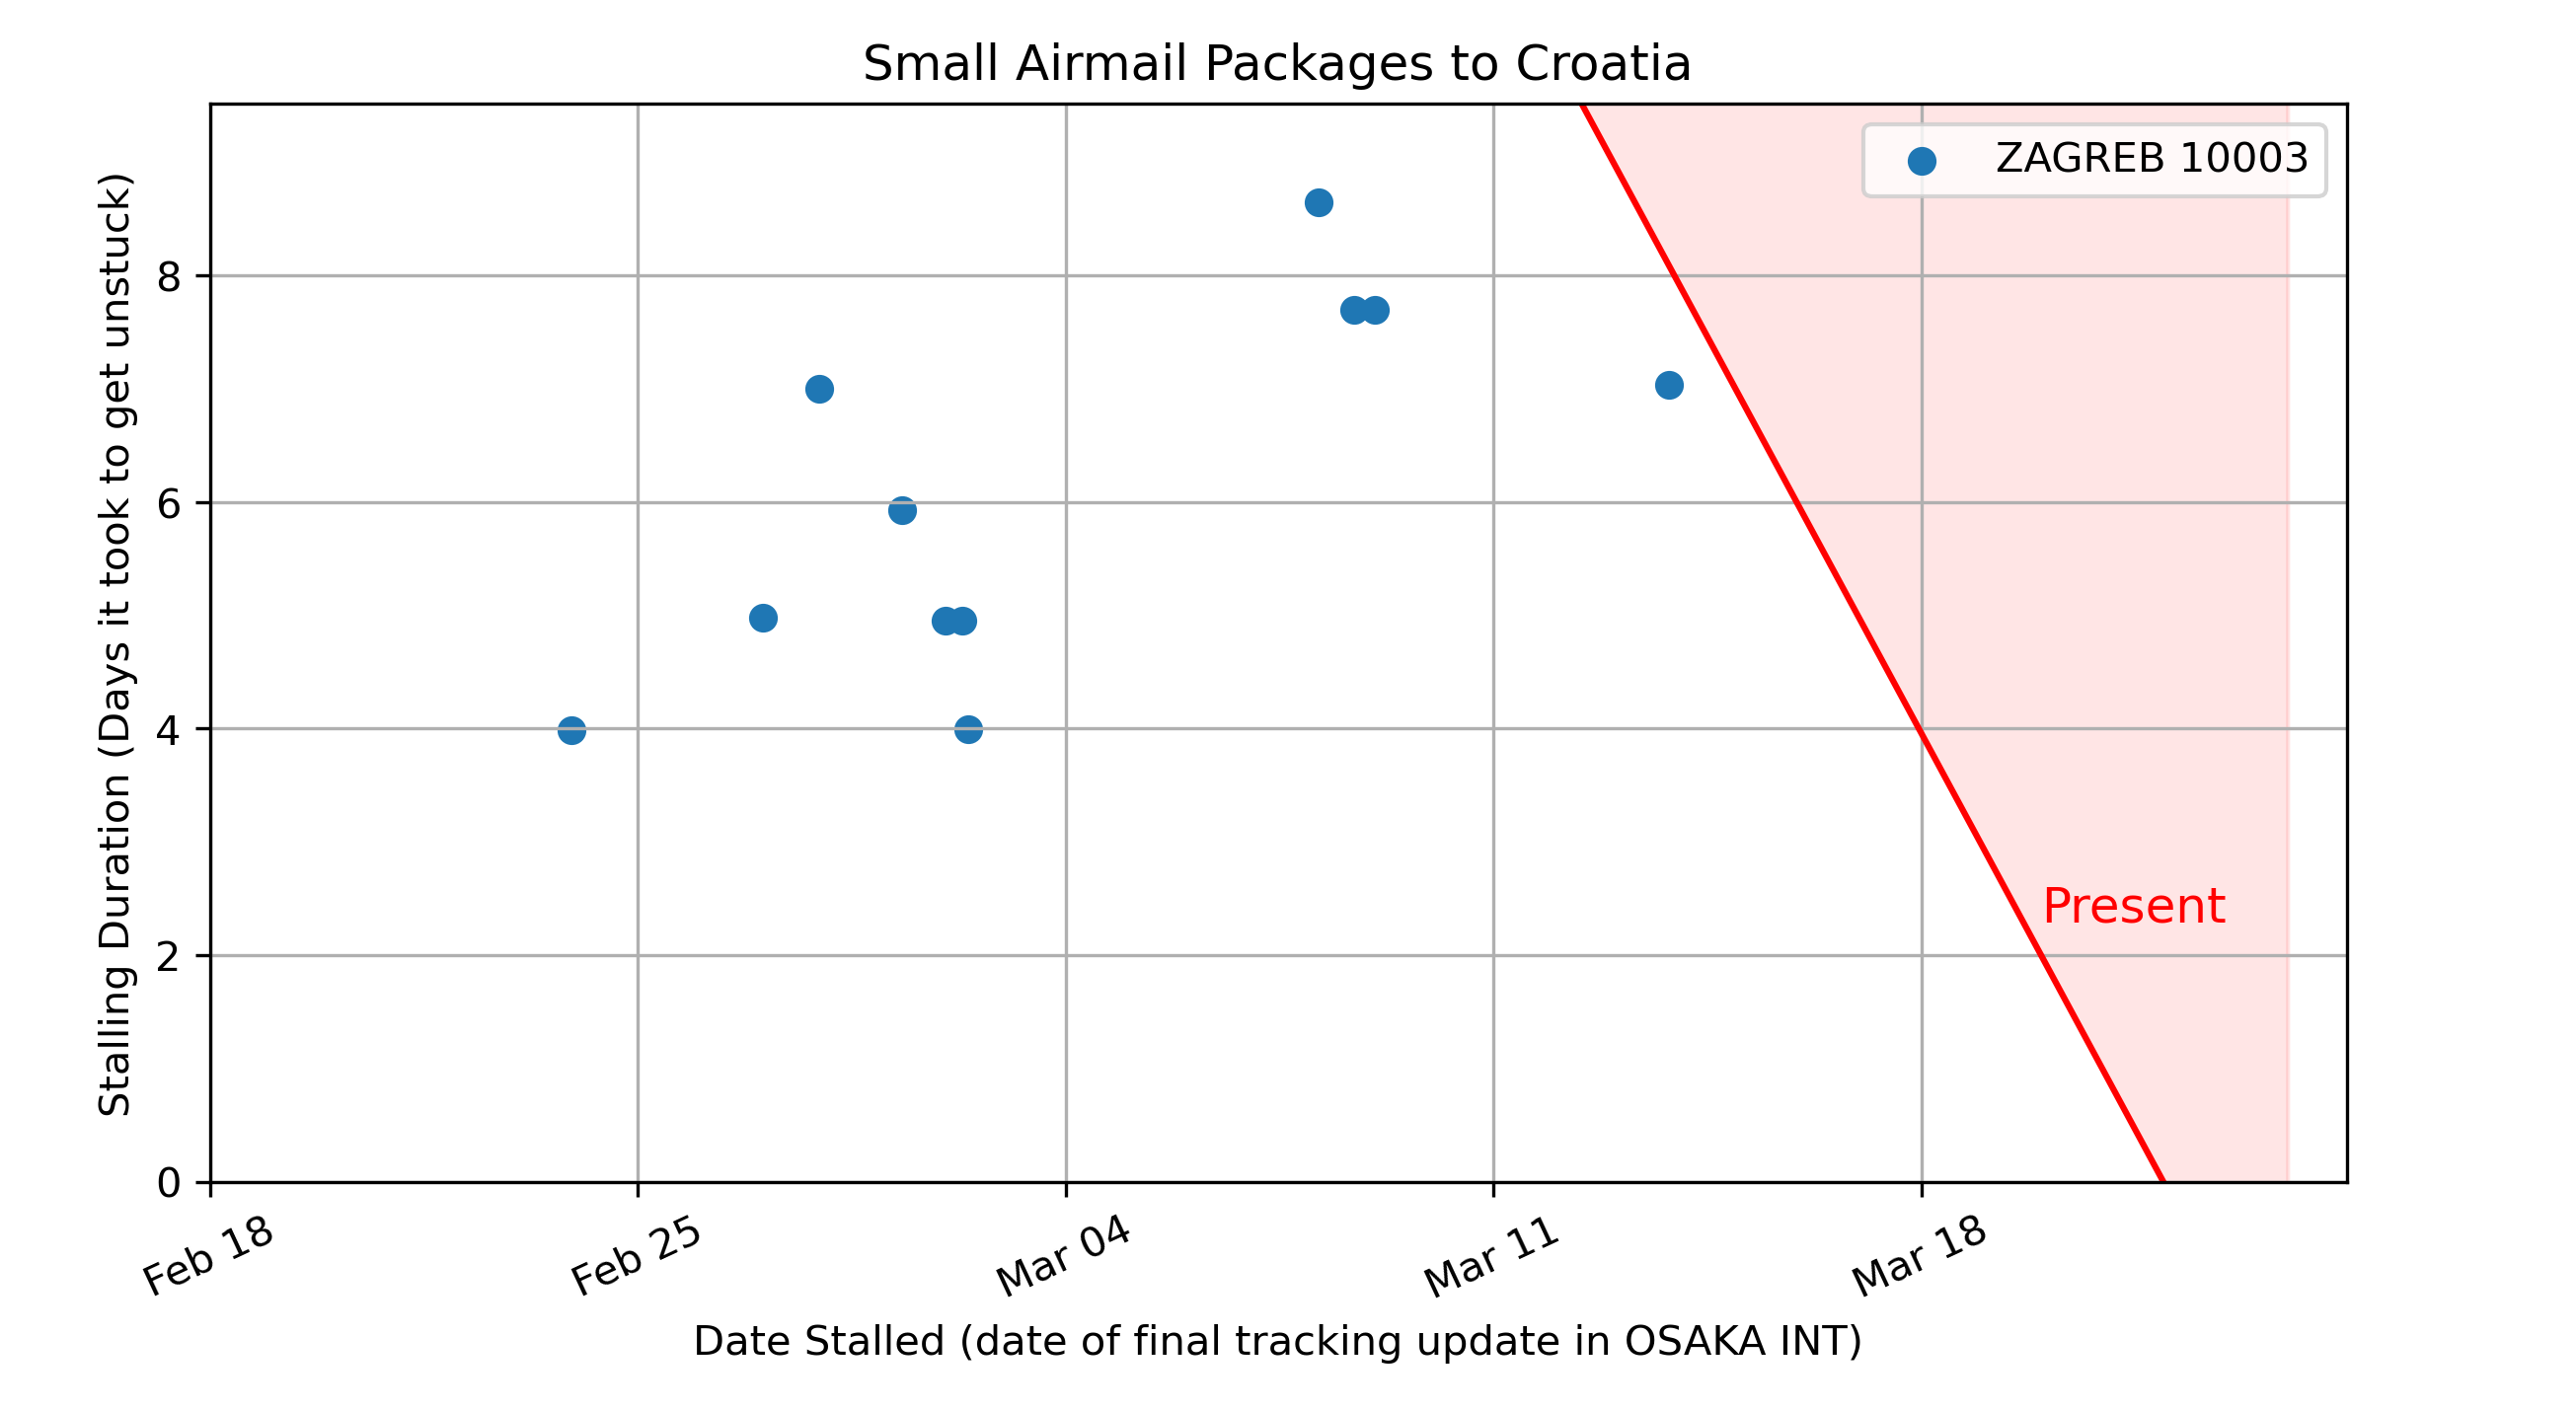 Small Airmail Packages to Croatia
ZAGREB 10003
Stalling Duration (Days it took to get unstuck)
8
6
4
2
0
Present
Feb 18
Feb 25
Mar 04
Mar 11
Mar 18
Date Stalled (date of final tracking update in OSAKA INT)